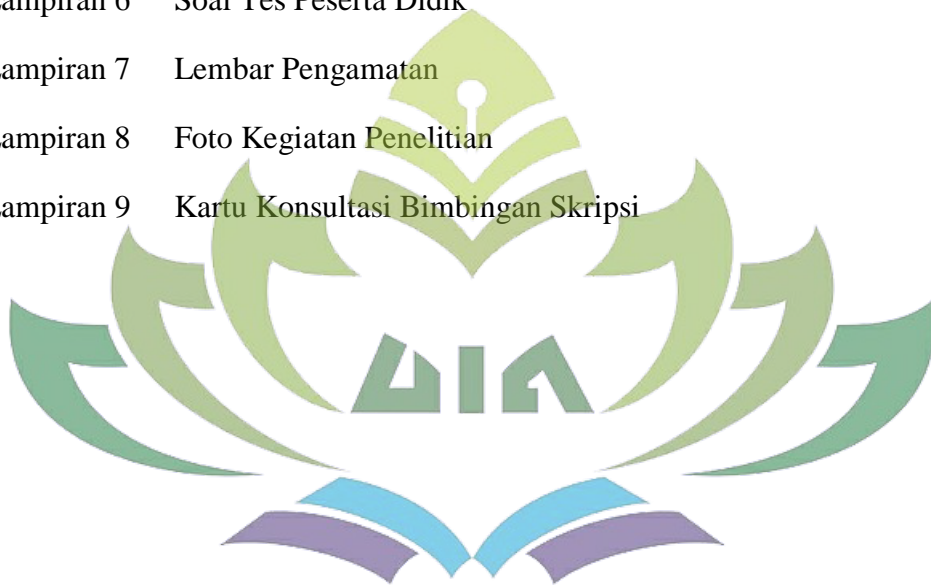 ampiran 6 Soal Tes Peserta Didik
ampiran 7 Lembar Pengamatan
ampiran 8 Foto Kegiatan Penelitian
ampiran 9 Kartu Konsultasi Bimbingan Skripsi
UIN